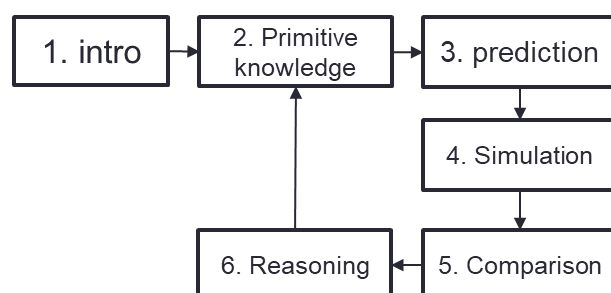 1. intro
2. Primitive
knowledge
3. prediction
4. Simulation
5. Comparison
6. Reasoning